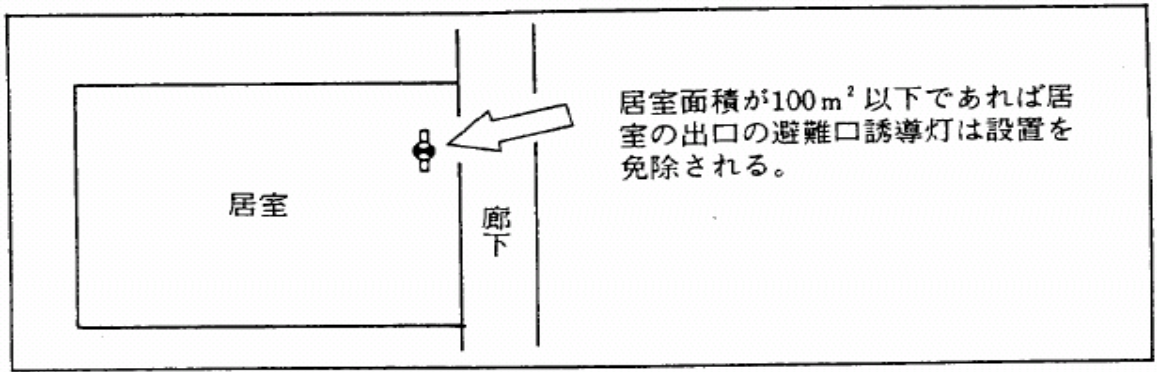 居室面積が100m²以下であれば居
室の出口の避難口誘導灯は設置を
免除される。
居室
廊下